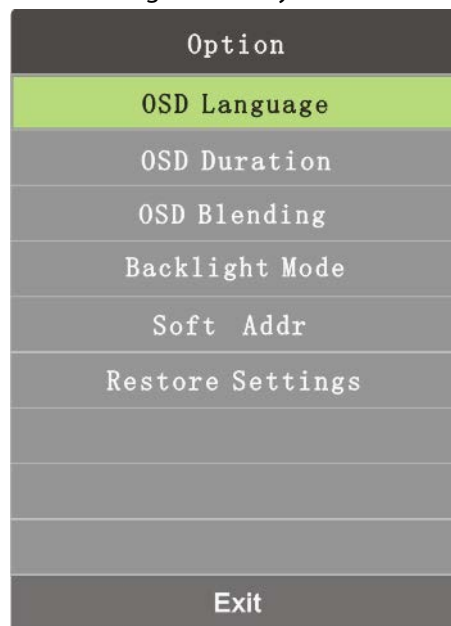 Option
OSD Language
OSD Duration
OSD Blending
Backlight Mode
Soft Addr
Restore Settings
Exit